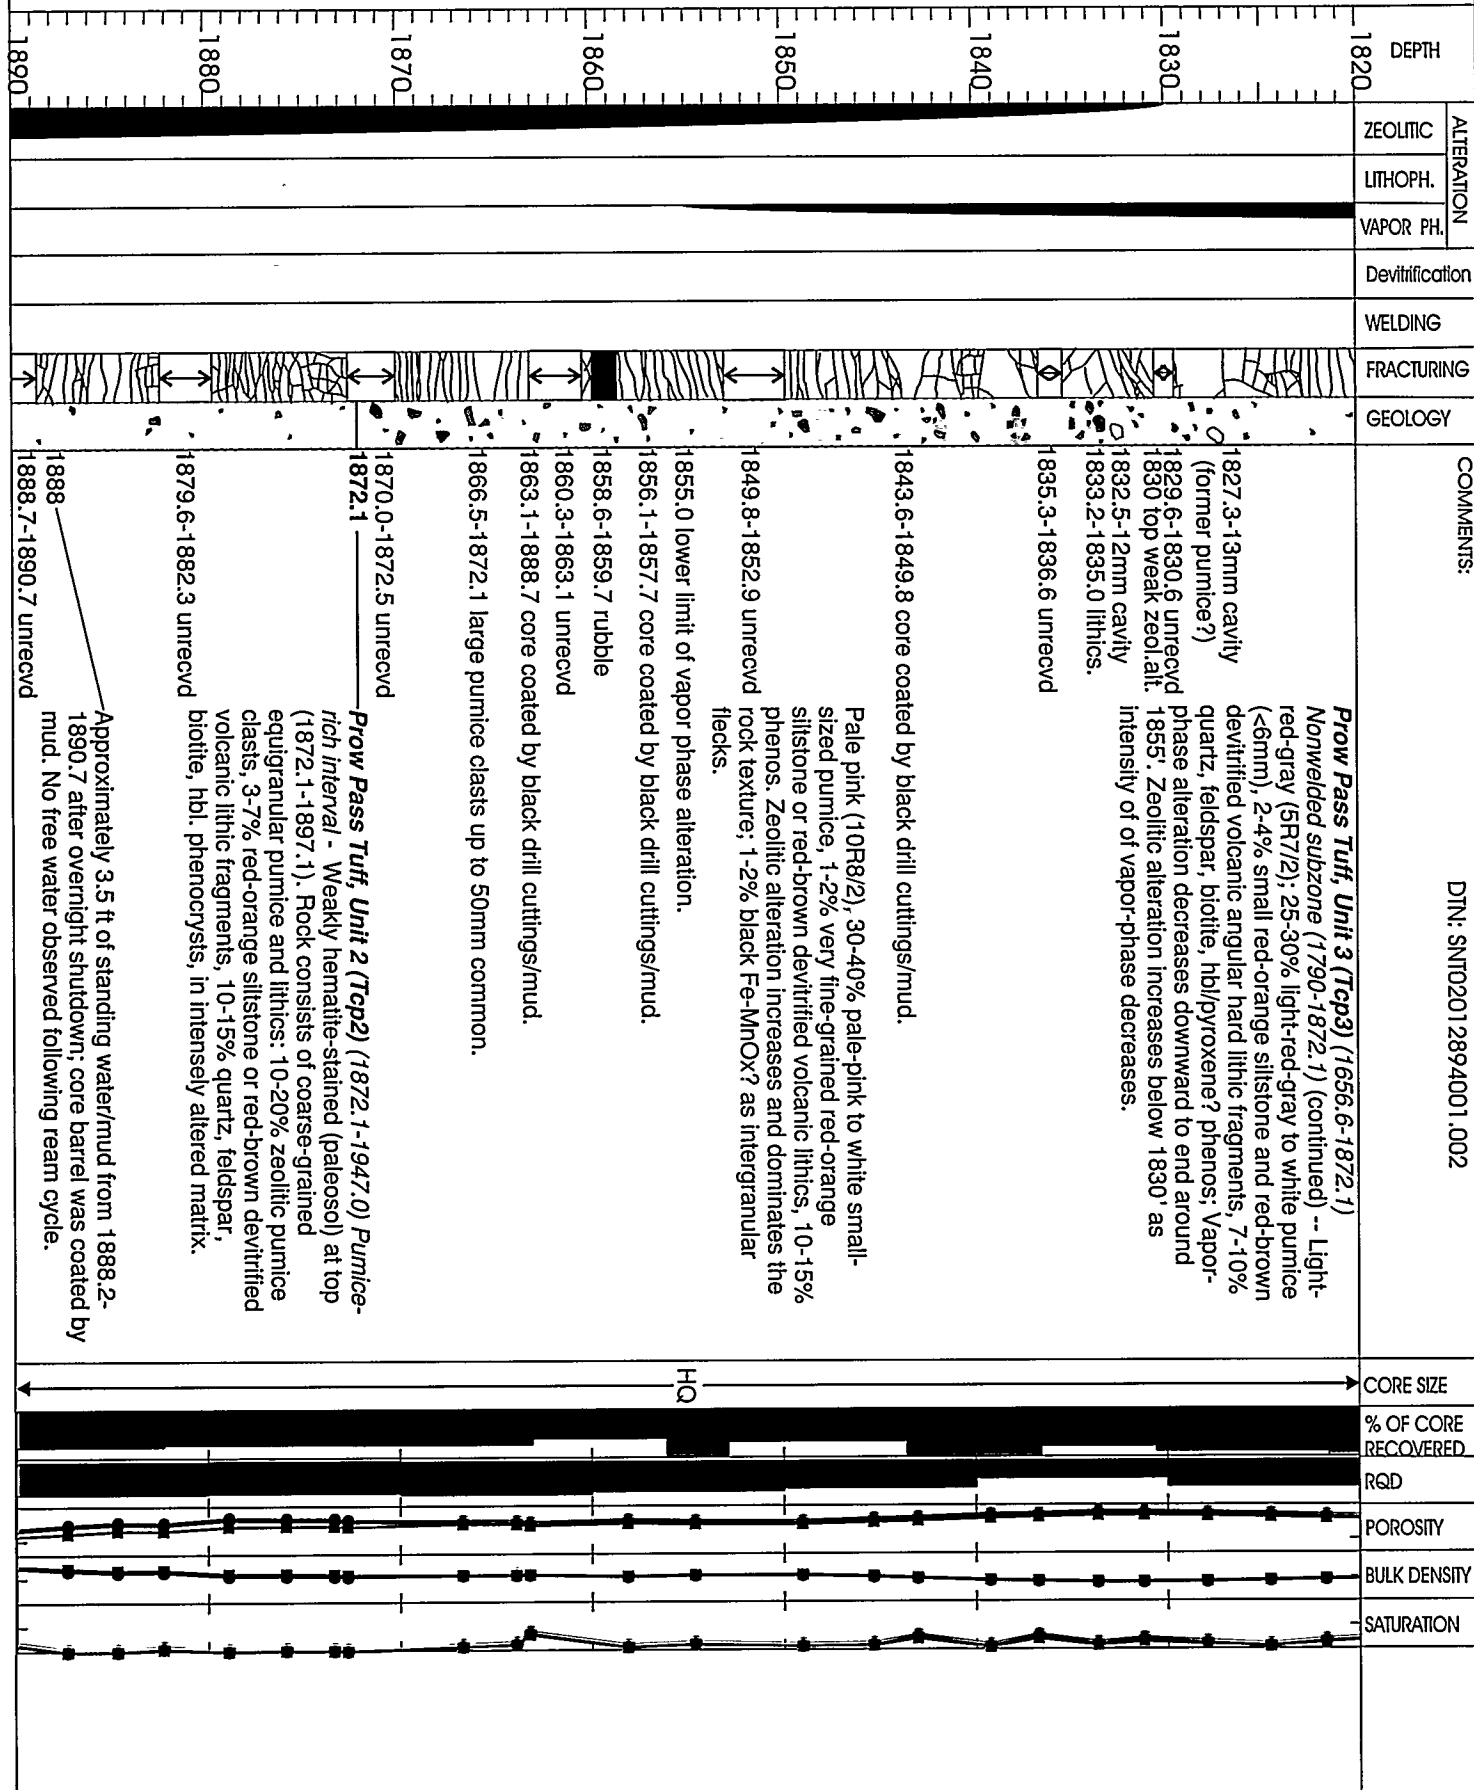 DTN: SNT02012894001.002
DEPTH
ALTERATION
ZEOLITIC
LITHOPH.
VAPOR PH.
Devitrification
WELDING
FRACTURING
GEOLOGY
COMMENTS:
CORE SIZE
% OF CORE
RECOVERED
RQD
POROSITY
BULK DENSITY
SATURATION
1820
1830
1840
1850
1860
1870
1880
1890
1827.3-13mm cavity
(former pumice?)
1829.6-1830.6 unrecvd
1830 top weak zeol.alt.
1832.5-12mm cavity
1833.2-1835.0 lithics.
1835.3-1836.6 unrecvd
1843.6-1849.8 core coated by black drill cuttings/mud.
1849.8-1852.9 unrecvd
1855.0 lower limit of vapor phase alteration.
1856.1-1857.7 core coated by black drill cuttings/mud.
1858.6-1859.7 rubble
1860.3-1863.1 unrecvd
1863.1-1888.7 core coated by black drill cuttings/mud.
1866.5-1872.1 large pumice clasts up to 50mm common.
1870.0-1872.5 unrecvd
1872.1
1879.6-1882.3 unrecvd
1888
1888.7-1890.7 unrecvd
Prow Pass Tuff, Unit 3 (Tcp3) (1656.6-1872.1)
Nonwelded subzone (1790-1872.1) (continued) -- Light-
red-gray (5R7/2); 25-30% light-red-gray to white pumice
(<6mm), 2-4% small red-orange siltstone and red-brown
devitrified volcanic angular hard lithic fragments, 7-10%
quartz, feldspar, biotite, hbl/pyroxene? phenos; Vapor-
phase alteration decreases downward to end around
1855'. Zeolitic alteration increases below 1830' as
intensity of of vapor-phase decreases.
Pale pink (10R8/2), 30-40% pale-pink to white small-
sized pumice, 1-2% very fine-grained red-orange
siltstone or red-brown devitrified volcanic lithics, 10-15%
phenos. Zeolitic alteration increases and dominates the
rock texture; 1-2% black Fe-MnOx? as intergranular
flecks.
Prow Pass Tuff, Unit 2 (Tcp2) (1872.1-1947.0) Pumice-
rich interval - Weakly hematite-stained (paleosol) at top
(1872.1-1897.1). Rock consists of coarse-grained
equigranular pumice and lithics: 10-20% zeolitic pumice
clasts, 3-7% red-orange siltstone or red-brown devitrified
volcanic lithic fragments, 10-15% quartz, feldspar,
biotite, hbl. phenocrysts, in intensely altered matrix.
Approximately 3.5 ft of standing water/mud from 1888.2-
1890.7 after overnight shutdown; core barrel was coated by
mud. No free water observed following ream cycle.
HQ